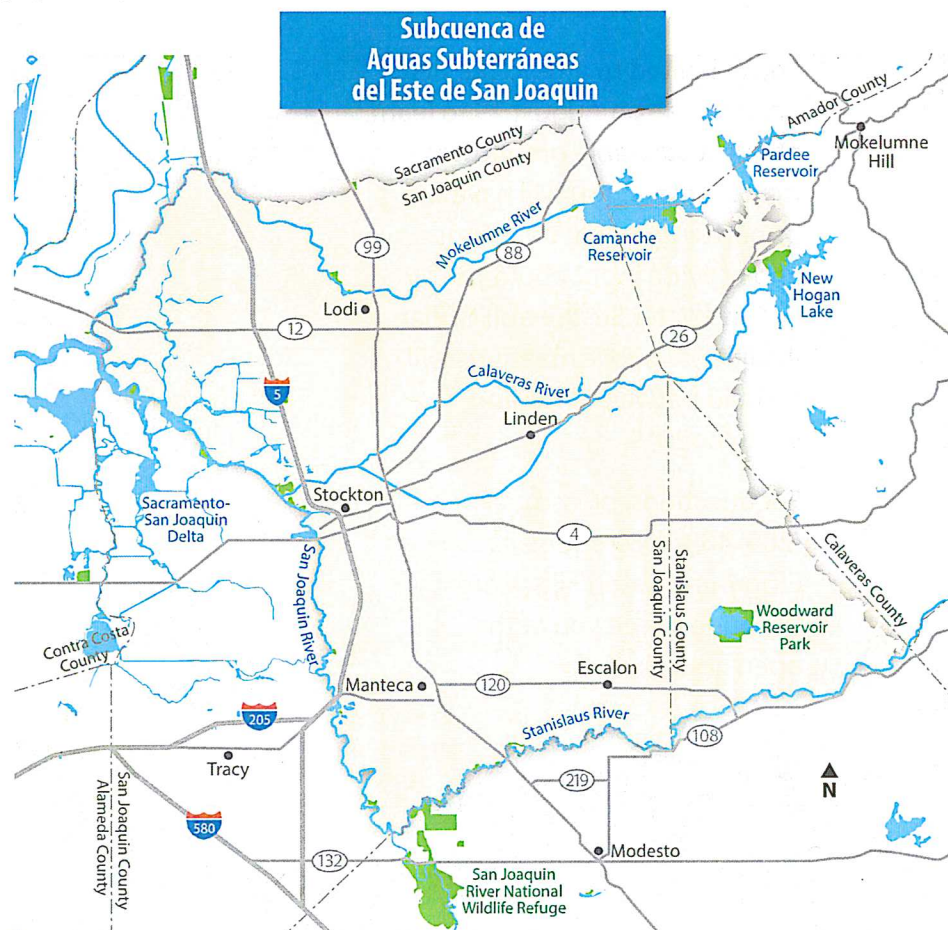 Subcuenca de
Aguas Subterráneas
del Este de San Joaquin
Amador County
Mokelumne
Hill
Pardee
Reservoir
Sacramento County
San Joaquin County
Mokelumne River
Camanche
Reservoir
99
88
New
Hogan
Lake
Lodi
12
26
5
Calaveras River
Linden
Stockton
Sacramento-
San Joaquin
Delta
4
San Joaquin River
Stanislaus County
San Joaquin County
Calaveras County
Woodward
Reservoir
Park
Contra Costa
County
Manteca
120
Escalon
205
Stanislaus River
108
Tracy
219
N
San Joaquin County
Alameda County
580
132
Modesto
San Joaquin
River National
Wildlife Refuge